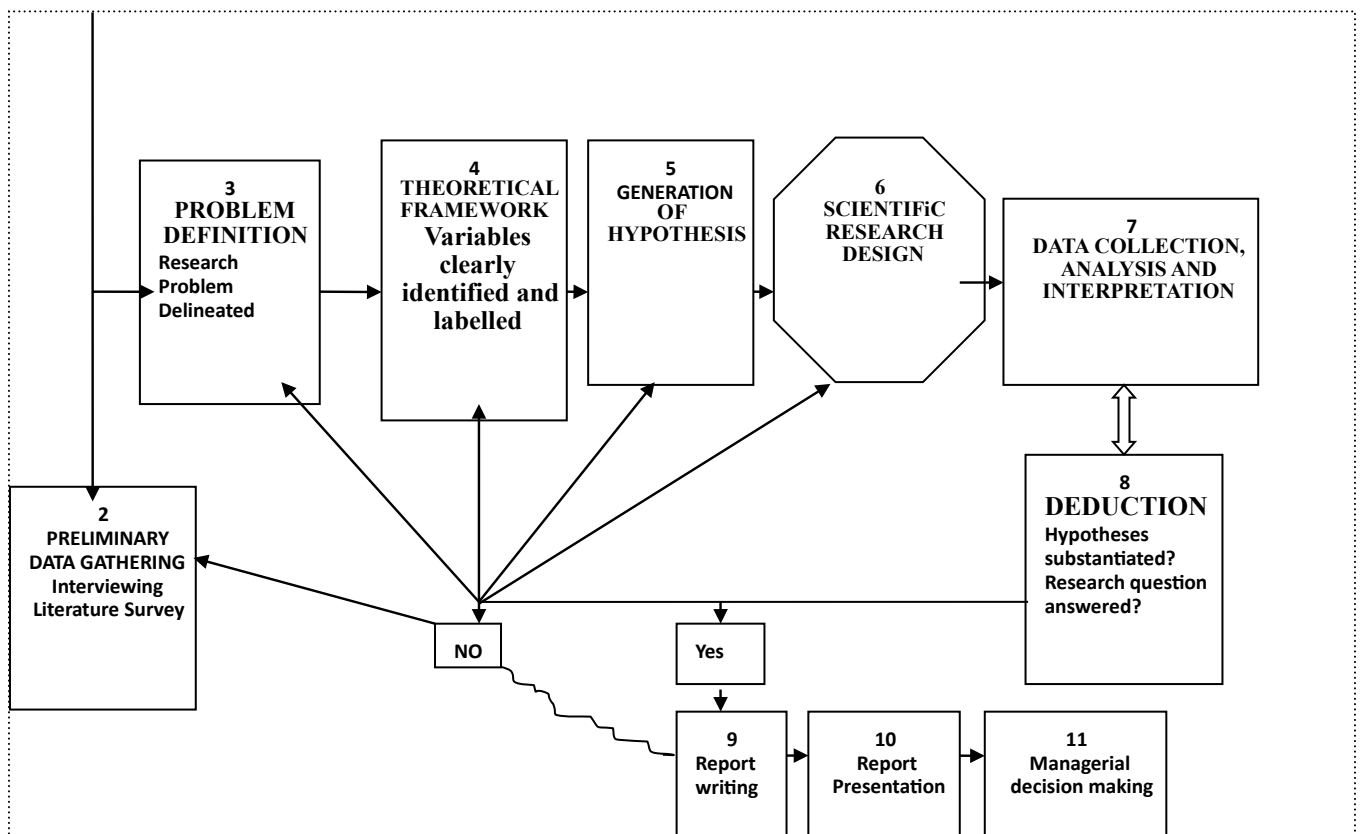 3
PROBLEM
DEFINITION
Research
Problem
Delineated
4
THEORETICAL
FRAMEWORK
Variables
clearly
identified and
labelled
5
GENERATION
OF
HYPOTHESIS
6
SCIENTIFiC
RESEARCH
DESIGN
7
DATA COLLECTION,
ANALYSIS AND
INTERPRETATION
2
PRELIMINARY
DATA GATHERING
Interviewing
Literature Survey
8
DEDUCTION
Hypotheses
substantiated?
Research question
answered?
NO
Yes
9
Report
writing
10
Report
Presentation
11
Managerial
decision making